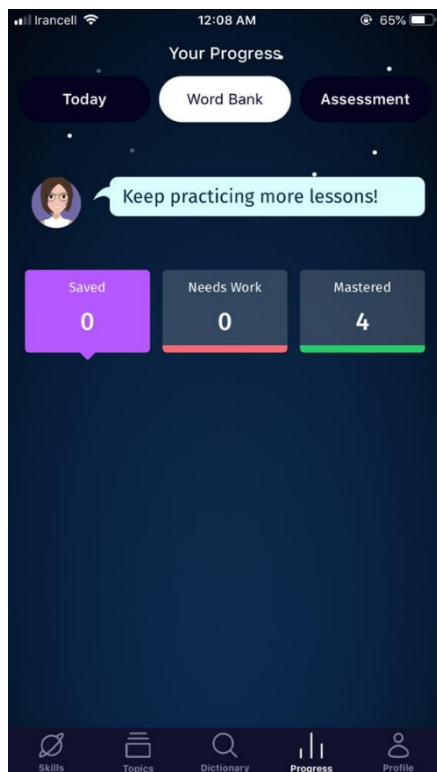 Irancell 12:08 AM 65%
Your Progress
Today Word Bank Assessment
Keep practicing more lessons!
Saved Needs Work Mastered
0 0 4
Skills Topics Dictionary Progress Profile